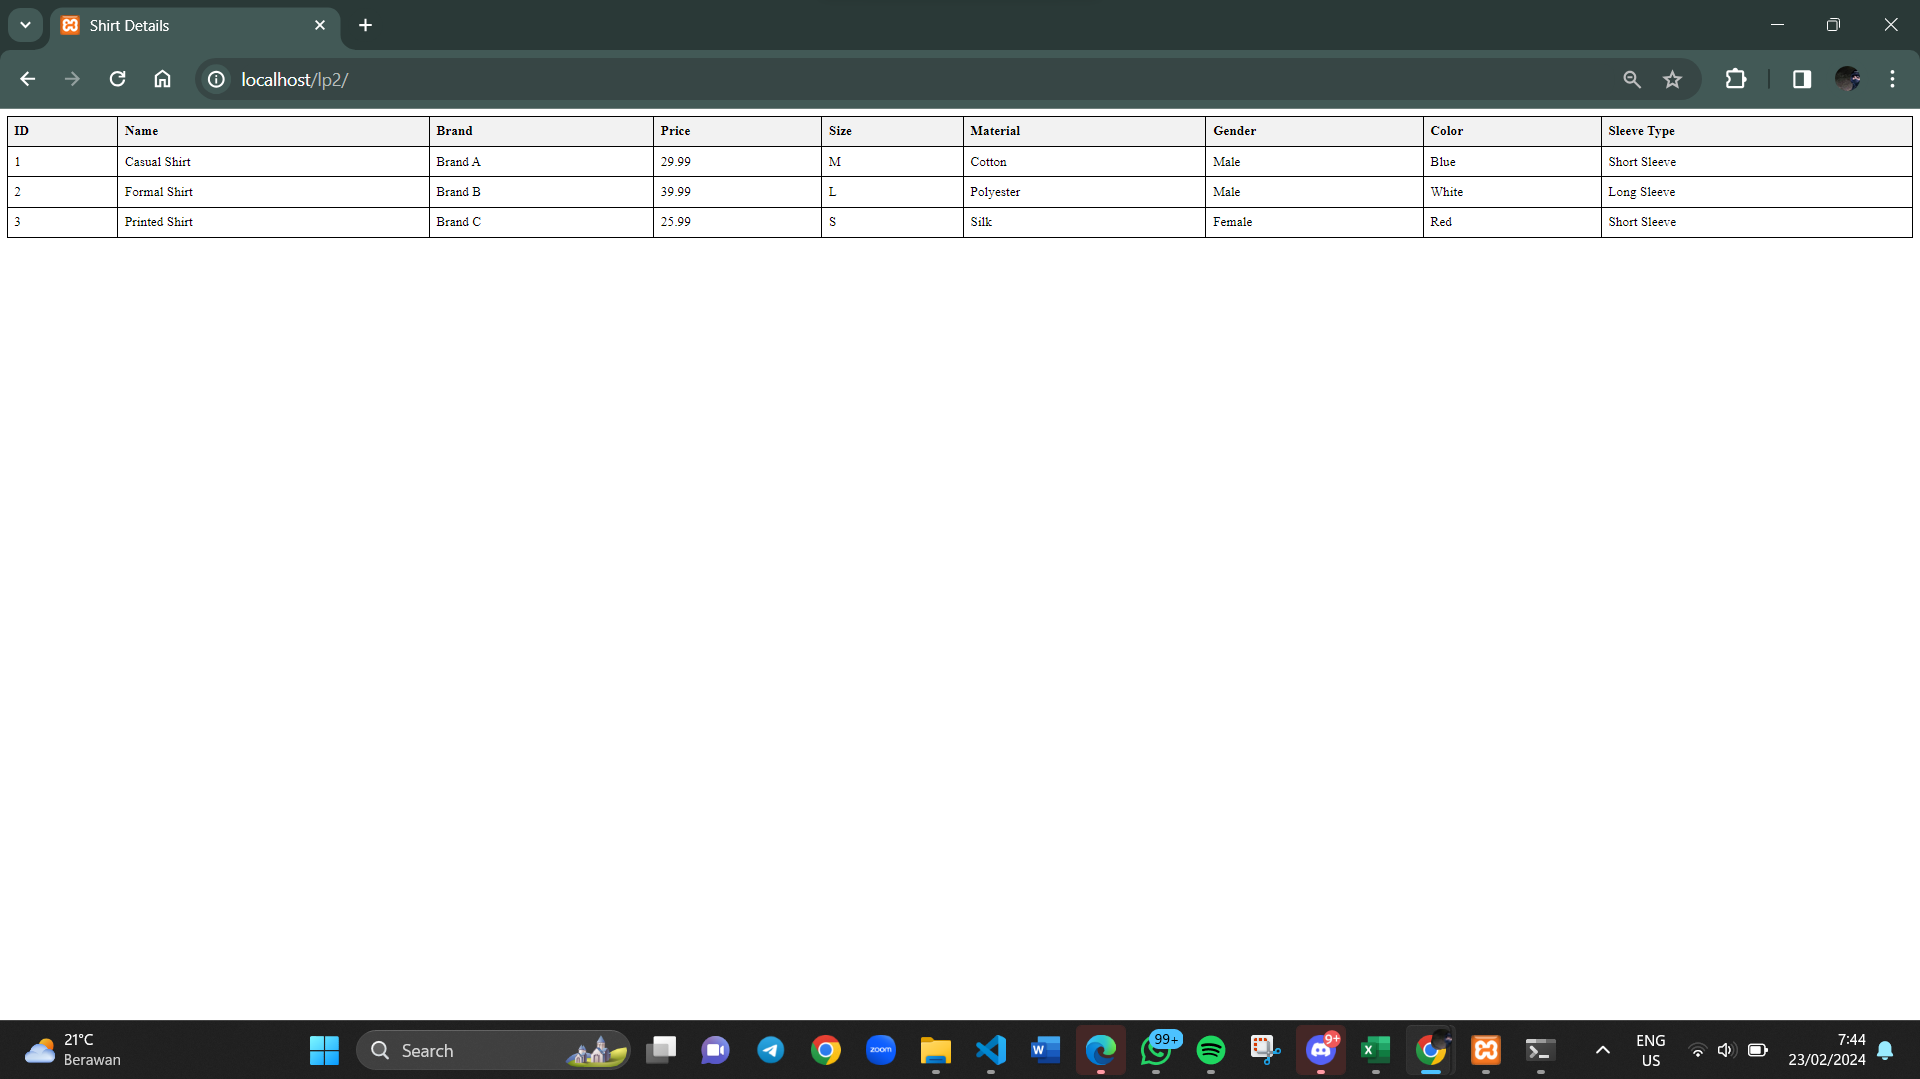 Shirt Details
localhost/lp2/
ID Name Brand Price Size Material Gender Color Sleeve Type
1 Casual Shirt Brand A 29.99 M Cotton Male Blue Short Sleeve
2 Formal Shirt Brand B 39.99 L Polyester Male White Long Sleeve
3 Printed Shirt Brand C 25.99 S Silk Female Red Short Sleeve
21°C
Berawan
Search
zoom
W
99+
9+
X
ENG
US
7:44
23/02/2024